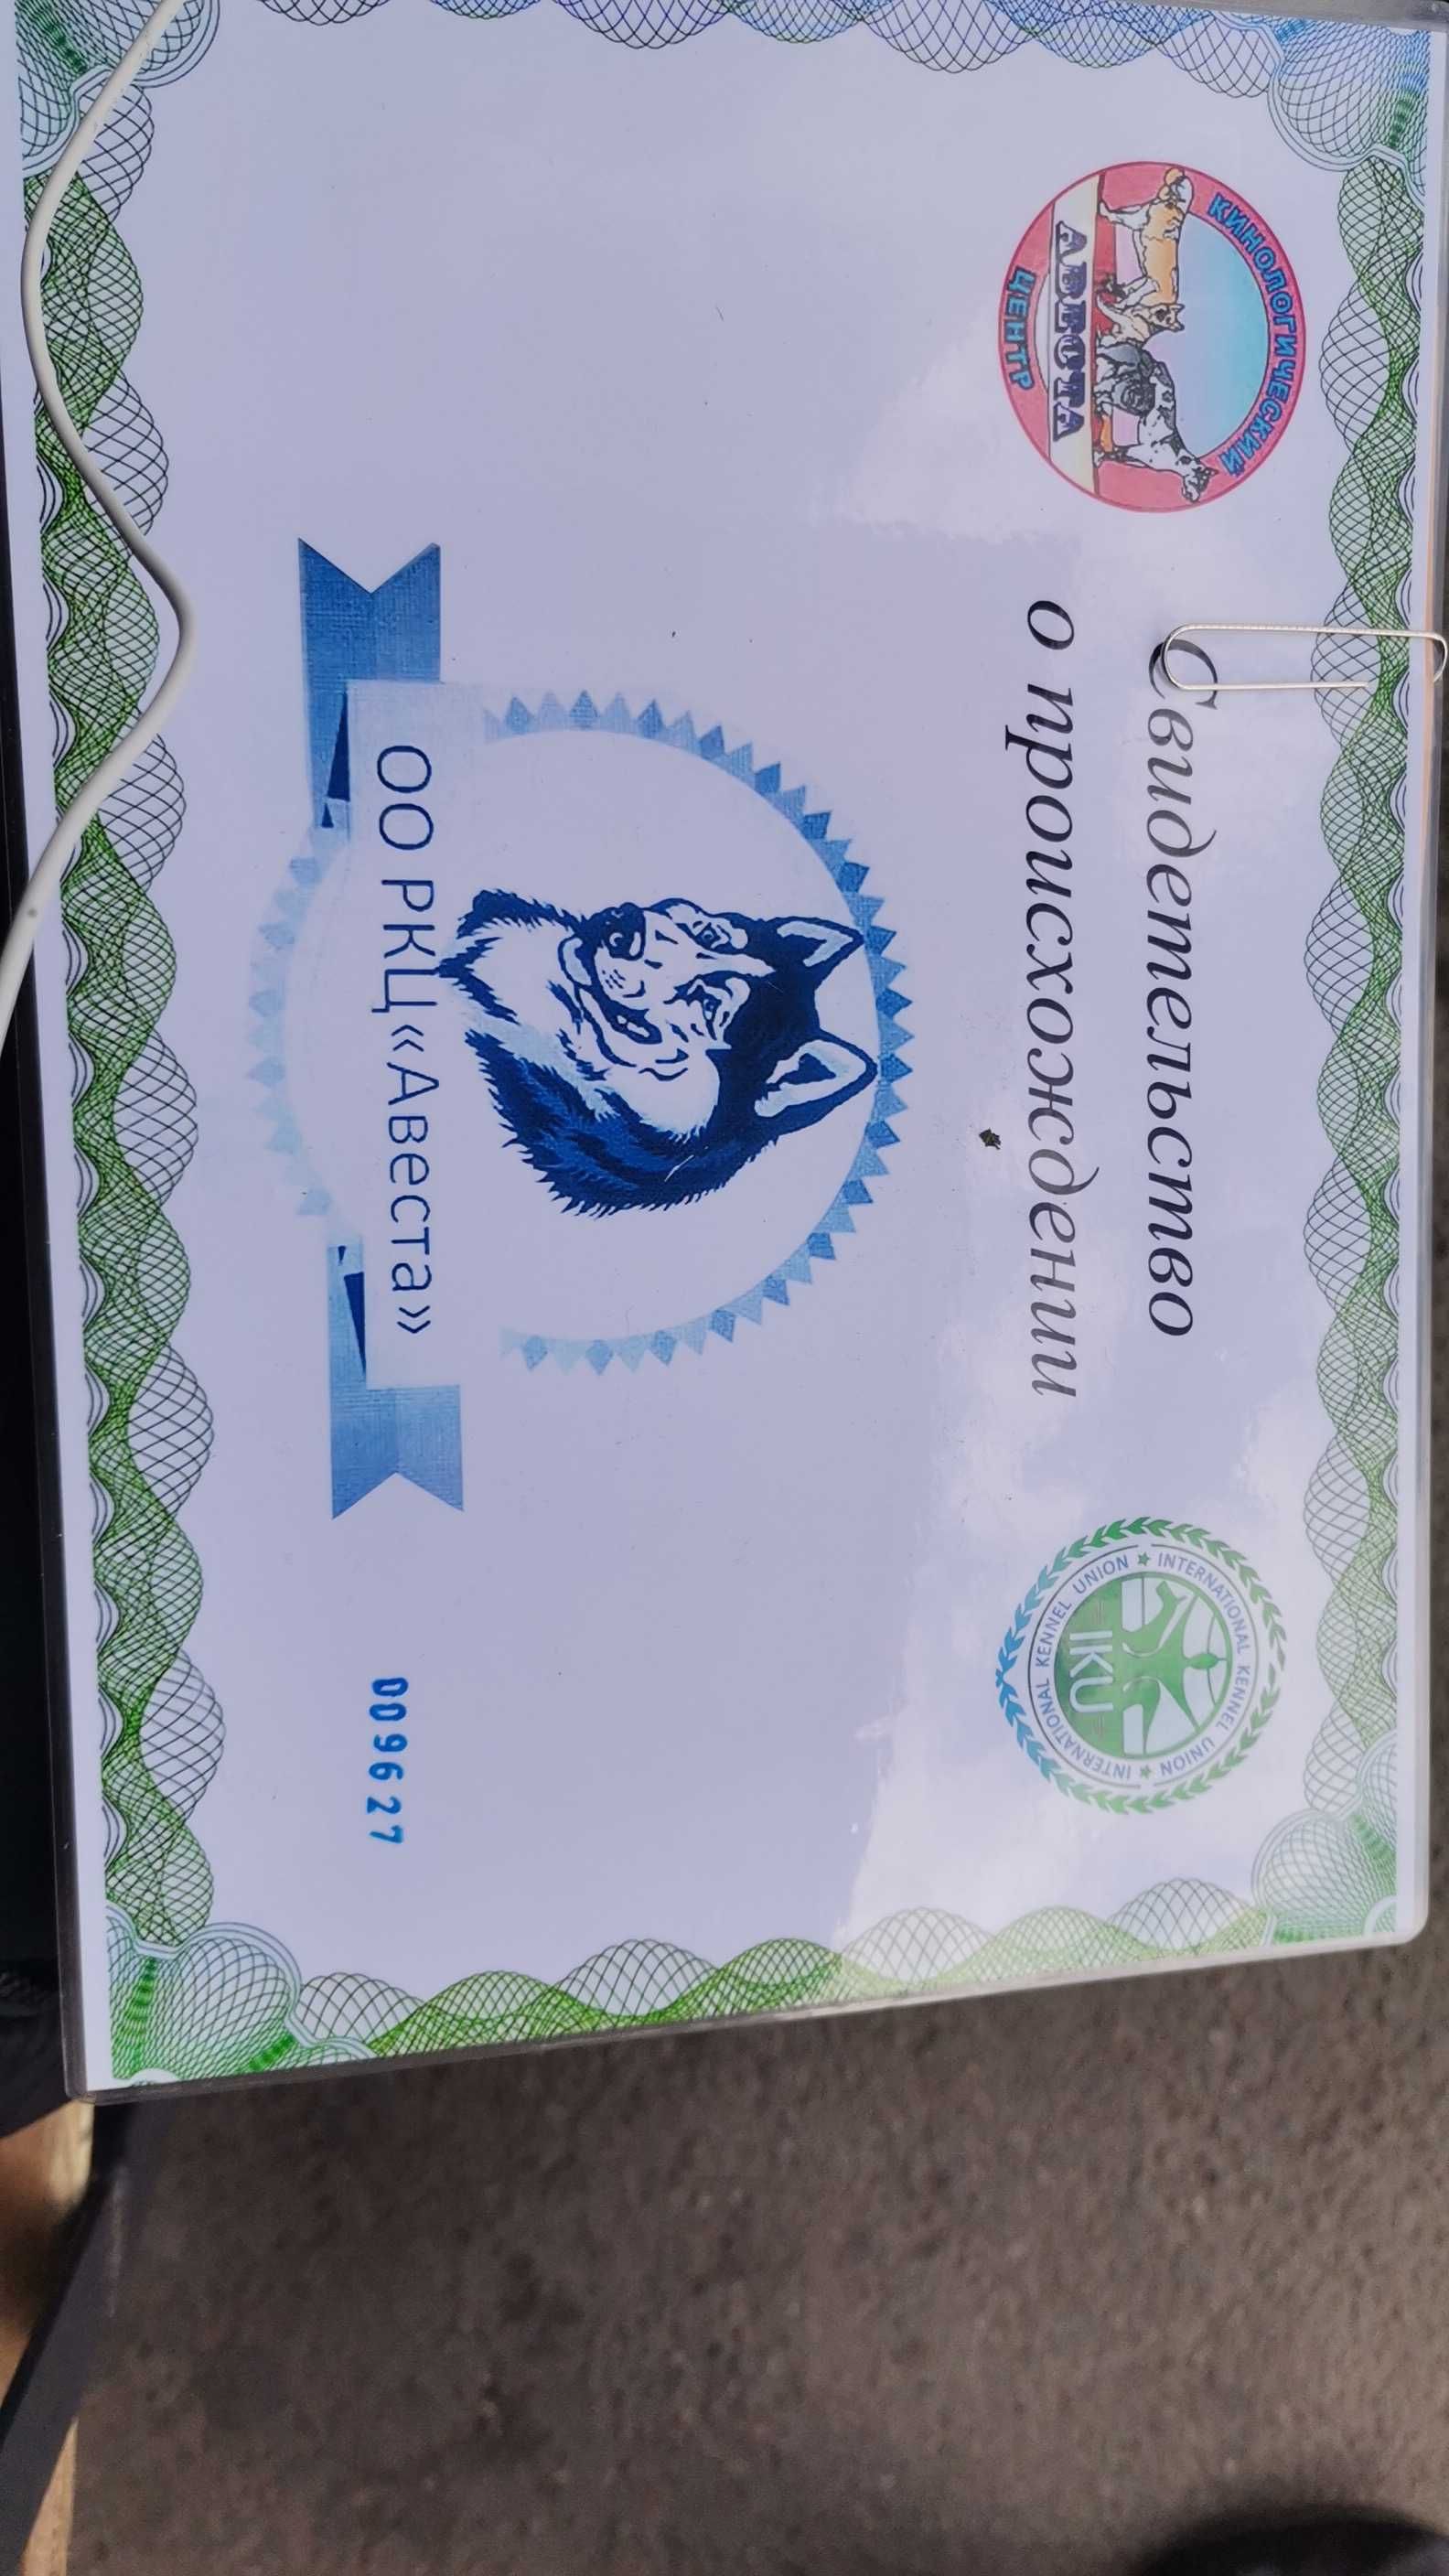 КИНОЛОГИЧЕСКИЙ
АВЕСТА
ЦЕНТР
Свидетельство
о происхождении
INTERNATIONAL KENNEL UNION ★ INTERNATIONAL KENNEL UNION ★
IKU
ОО РКЦ«Авеста»
009627